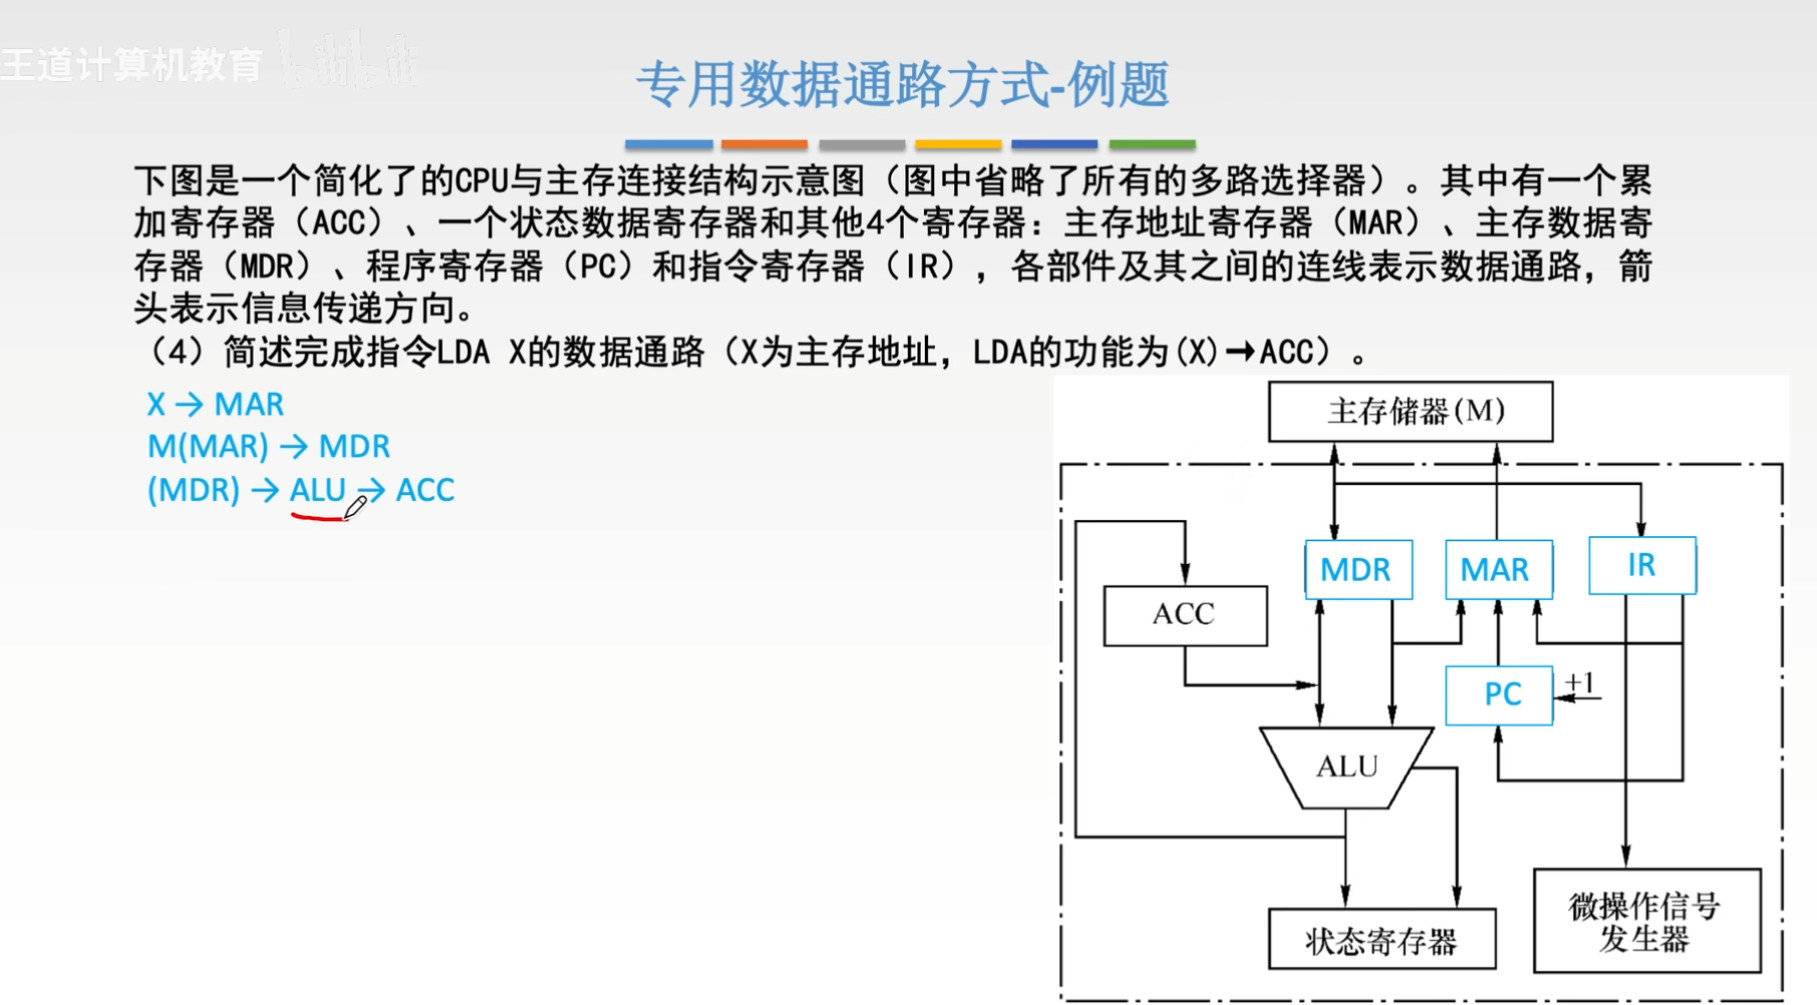 王道计算机教育 bilibili
专用数据通路方式-例题
下图是一个简化了的CPU与主存连接结构示意图（图中省略了所有的多路选择器）。其中有一个累
加寄存器（ACC）、一个状态数据寄存器和其他4个寄存器：主存地址寄存器（MAR）、主存数据寄
存器（MDR）、程序寄存器（PC）和指令寄存器（IR），各部件及其之间的连线表示数据通路，箭
头表示信息传递方向。
（4）简述完成指令LDA X的数据通路（X为主存地址，LDA的功能为(X)→ACC）。
X → MAR
M(MAR) → MDR
(MDR) → ALU → ACC
主存储器(M)
MDR
MAR
IR
ACC
PC
+1
ALU
微操作信号
发生器
状态寄存器